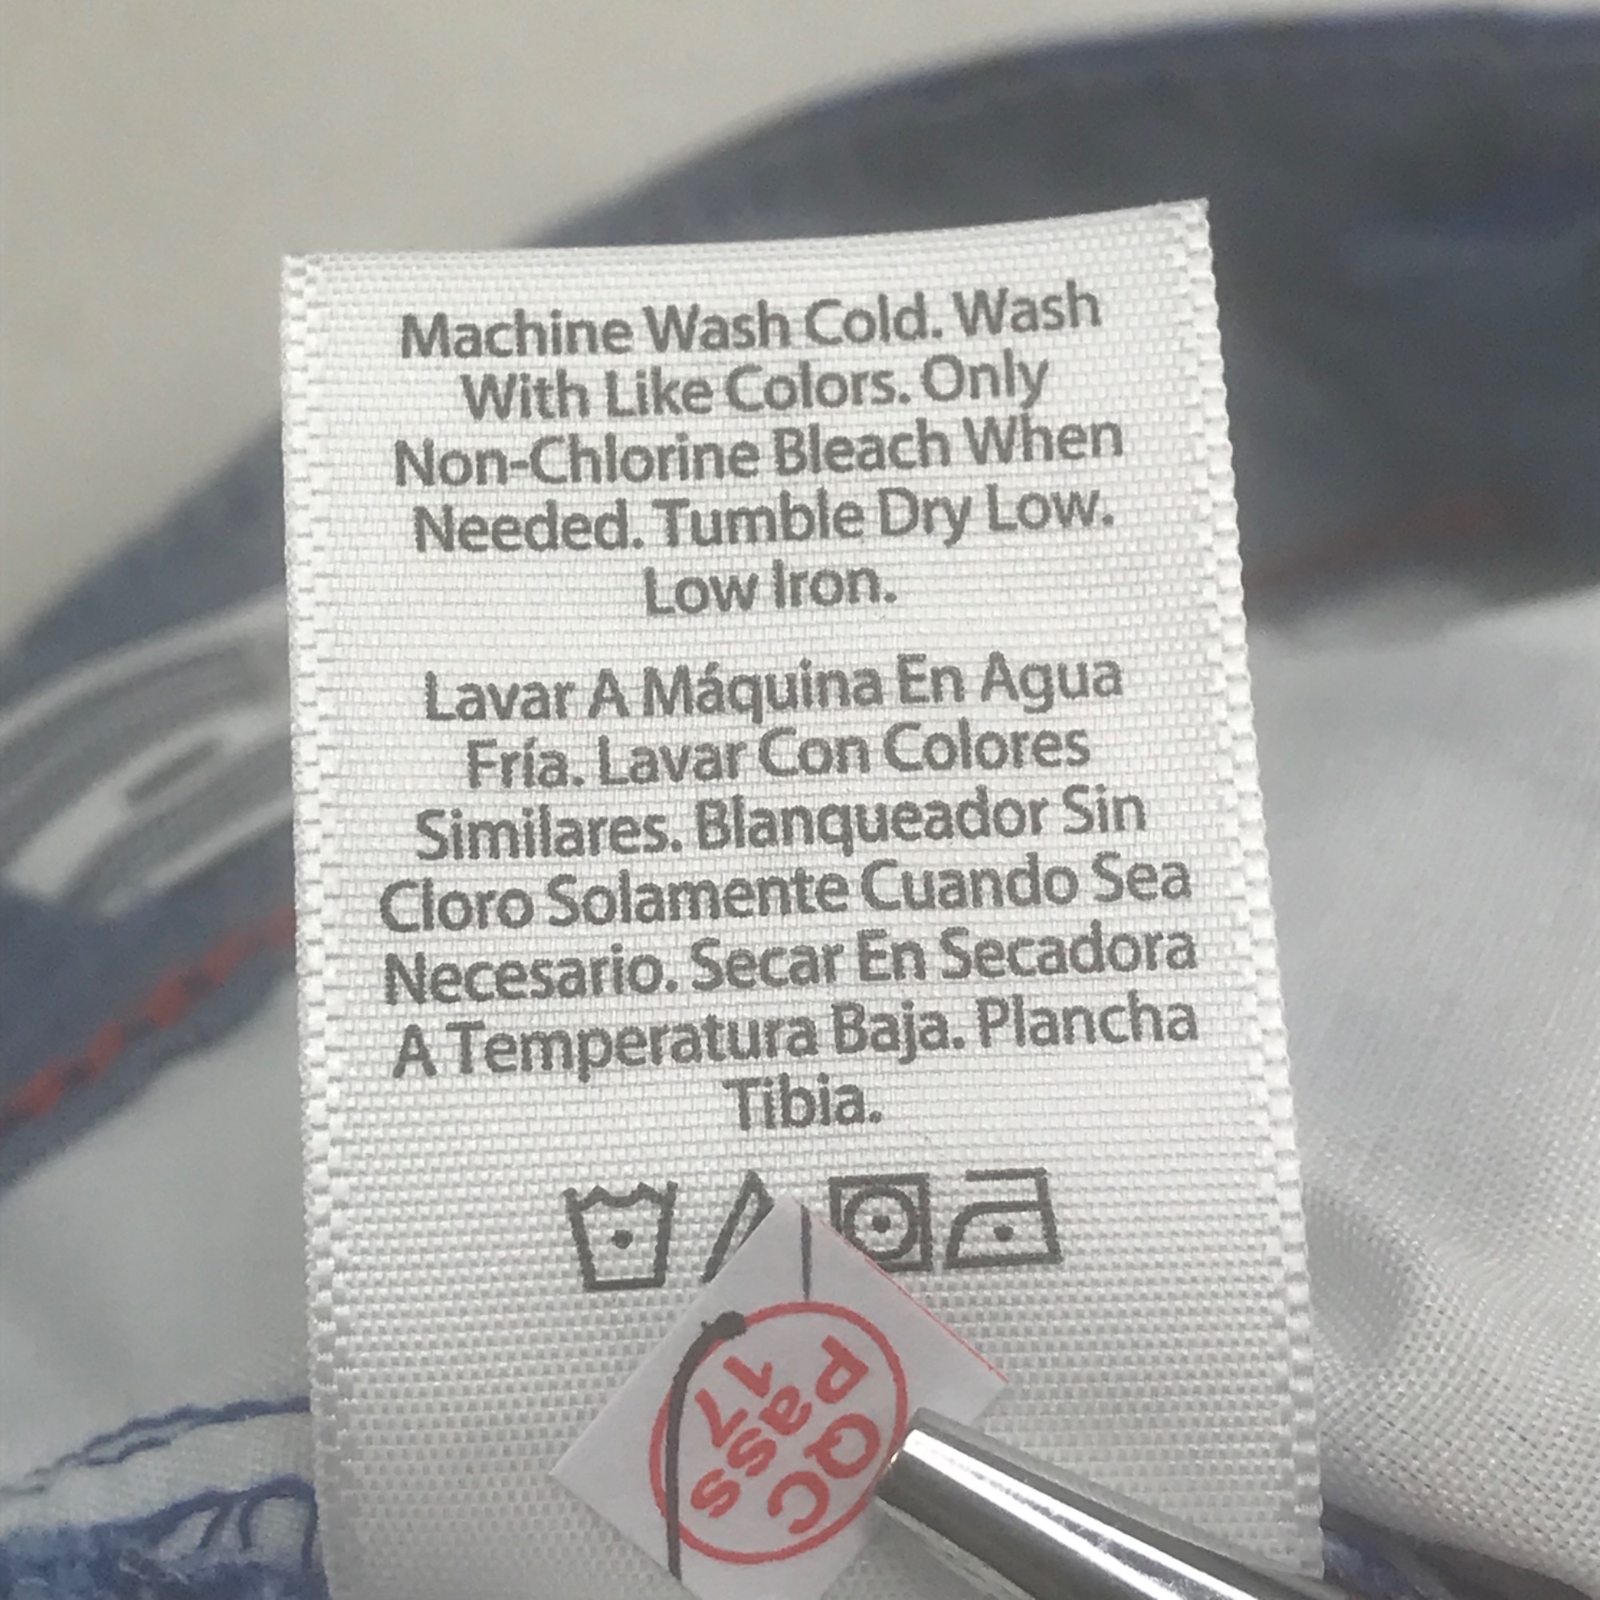 Machine Wash Cold. Wash
With Like Colors. Only
Non-Chlorine Bleach When
Needed. Tumble Dry Low.
Low Iron.
Lavar A Máquina En Agua
Fría. Lavar Con Colores
Similares. Blanqueador Sin
Cloro Solamente Cuando Sea
Necesario. Secar En Secadora
A Temperatura Baja. Plancha
Tibia.
QC
Pass
17